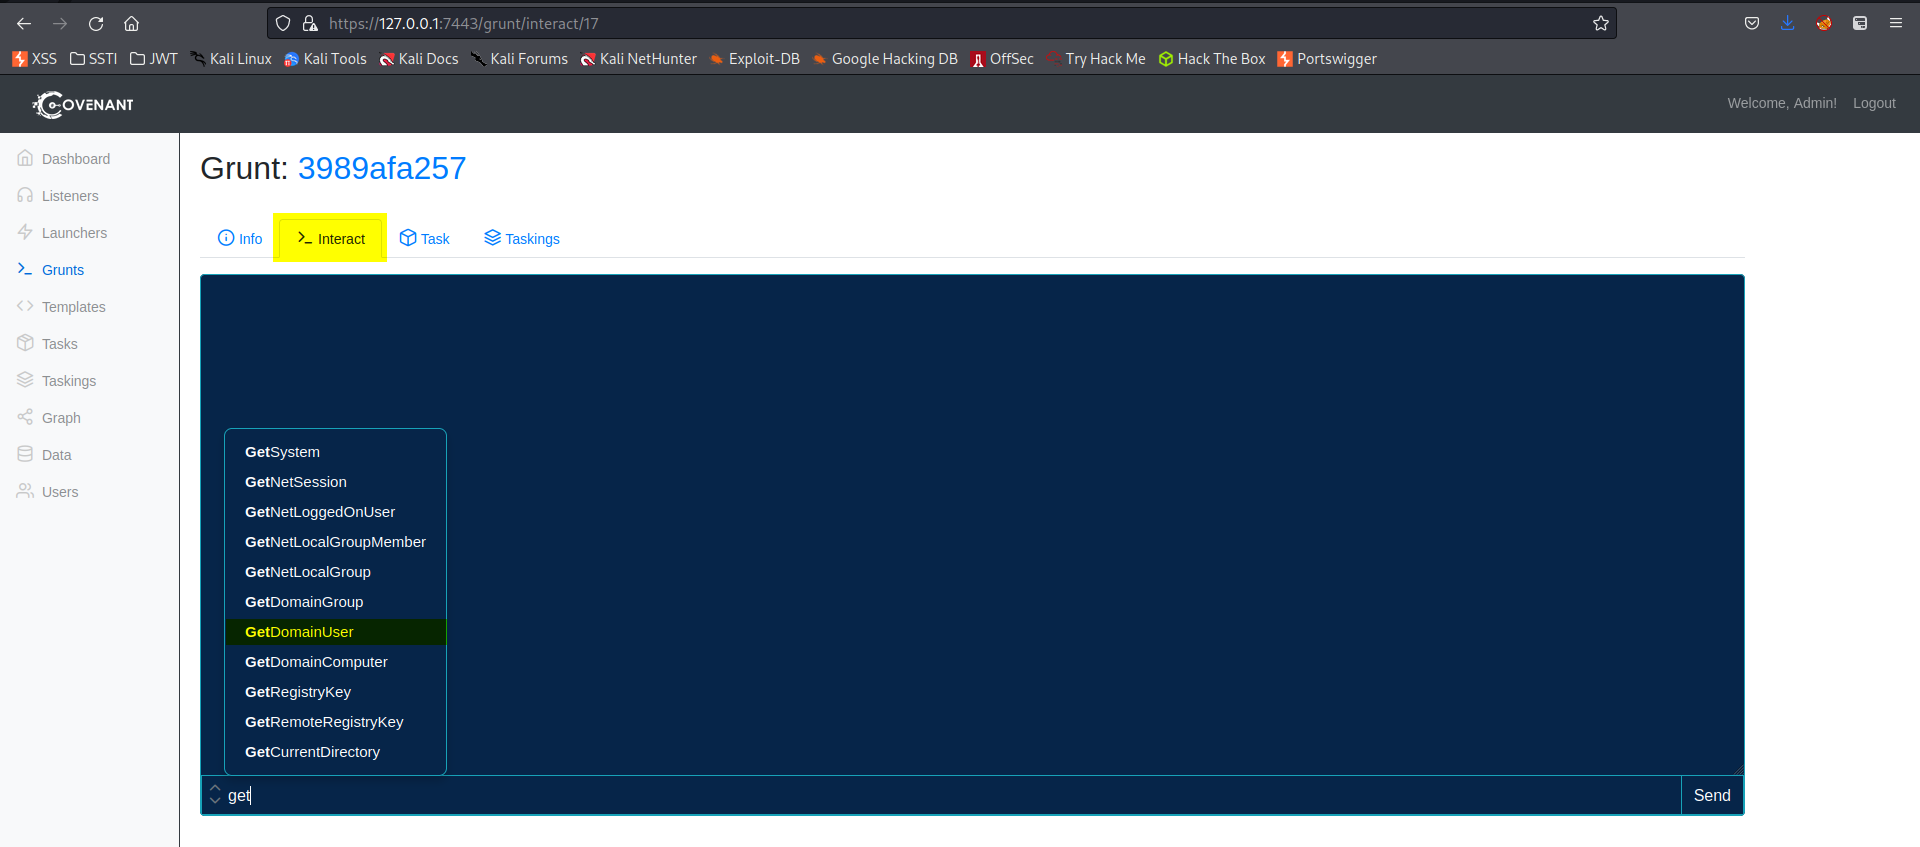 https://127.0.0.1:7443/grunt/interact/17
XSS SSTI JWT Kali Linux Kali Tools Kali Docs Kali Forums Kali NetHunter Exploit-DB Google Hacking DB OffSec Try Hack Me Hack The Box Portswigger
COVENANT Welcome, Admin! Logout
Dashboard
Listeners
Launchers
Grunts
Templates
Tasks
Taskings
Graph
Data
Users
Grunt: 3989afa257
Info Interact Task Taskings
GetSystem
GetNetSession
GetNetLoggedOnUser
GetNetLocalGroupMember
GetNetLocalGroup
GetDomainGroup
GetDomainUser
GetDomainComputer
GetRegistryKey
GetRemoteRegistryKey
GetCurrentDirectory
get Send